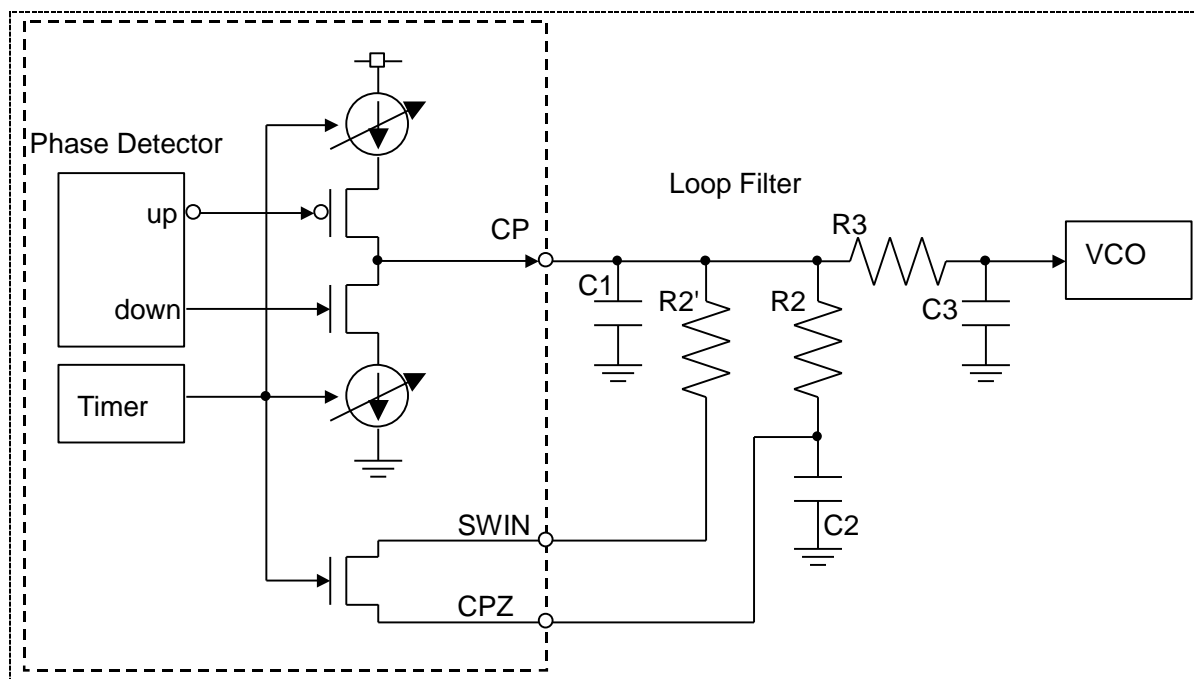 Phase Detector
up
down
Timer
CP
SWIN
CPZ
Loop Filter
C1
R2'
R2
C2
R3
C3
VCO